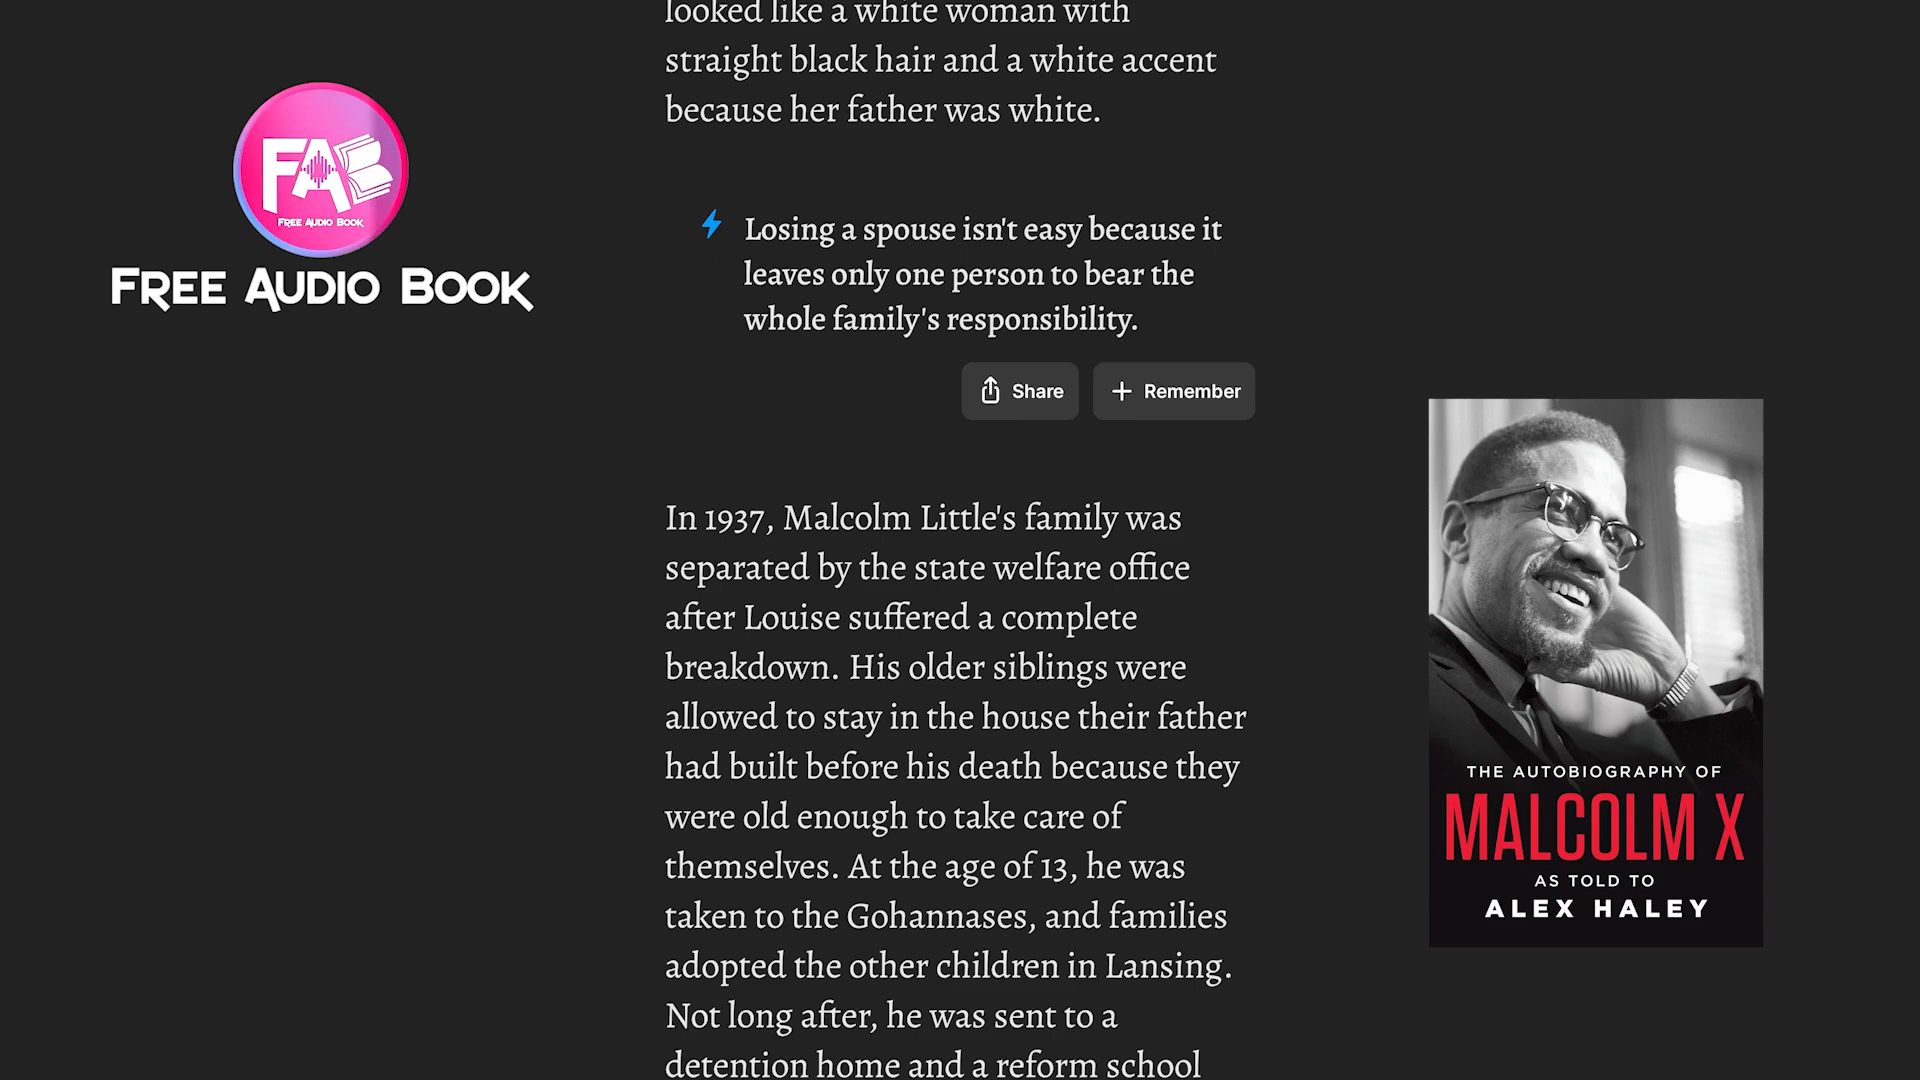 looked like a white woman with
straight black hair and a white accent
because her father was white.
FAB
FREE AUDIO BOOK
FREE AUDIO BOOK
Losing a spouse isn't easy because it
leaves only one person to bear the
whole family's responsibility.
Share
Remember
In 1937, Malcolm Little's family was
separated by the state welfare office
after Louise suffered a complete
breakdown. His older siblings were
allowed to stay in the house their father
had built before his death because they
were old enough to take care of
themselves. At the age of 13, he was
taken to the Gohannases, and families
adopted the other children in Lansing.
Not long after, he was sent to a
detention home and a reform school
THE AUTOBIOGRAPHY OF
MALCOLM X
AS TOLD TO
ALEX HALEY